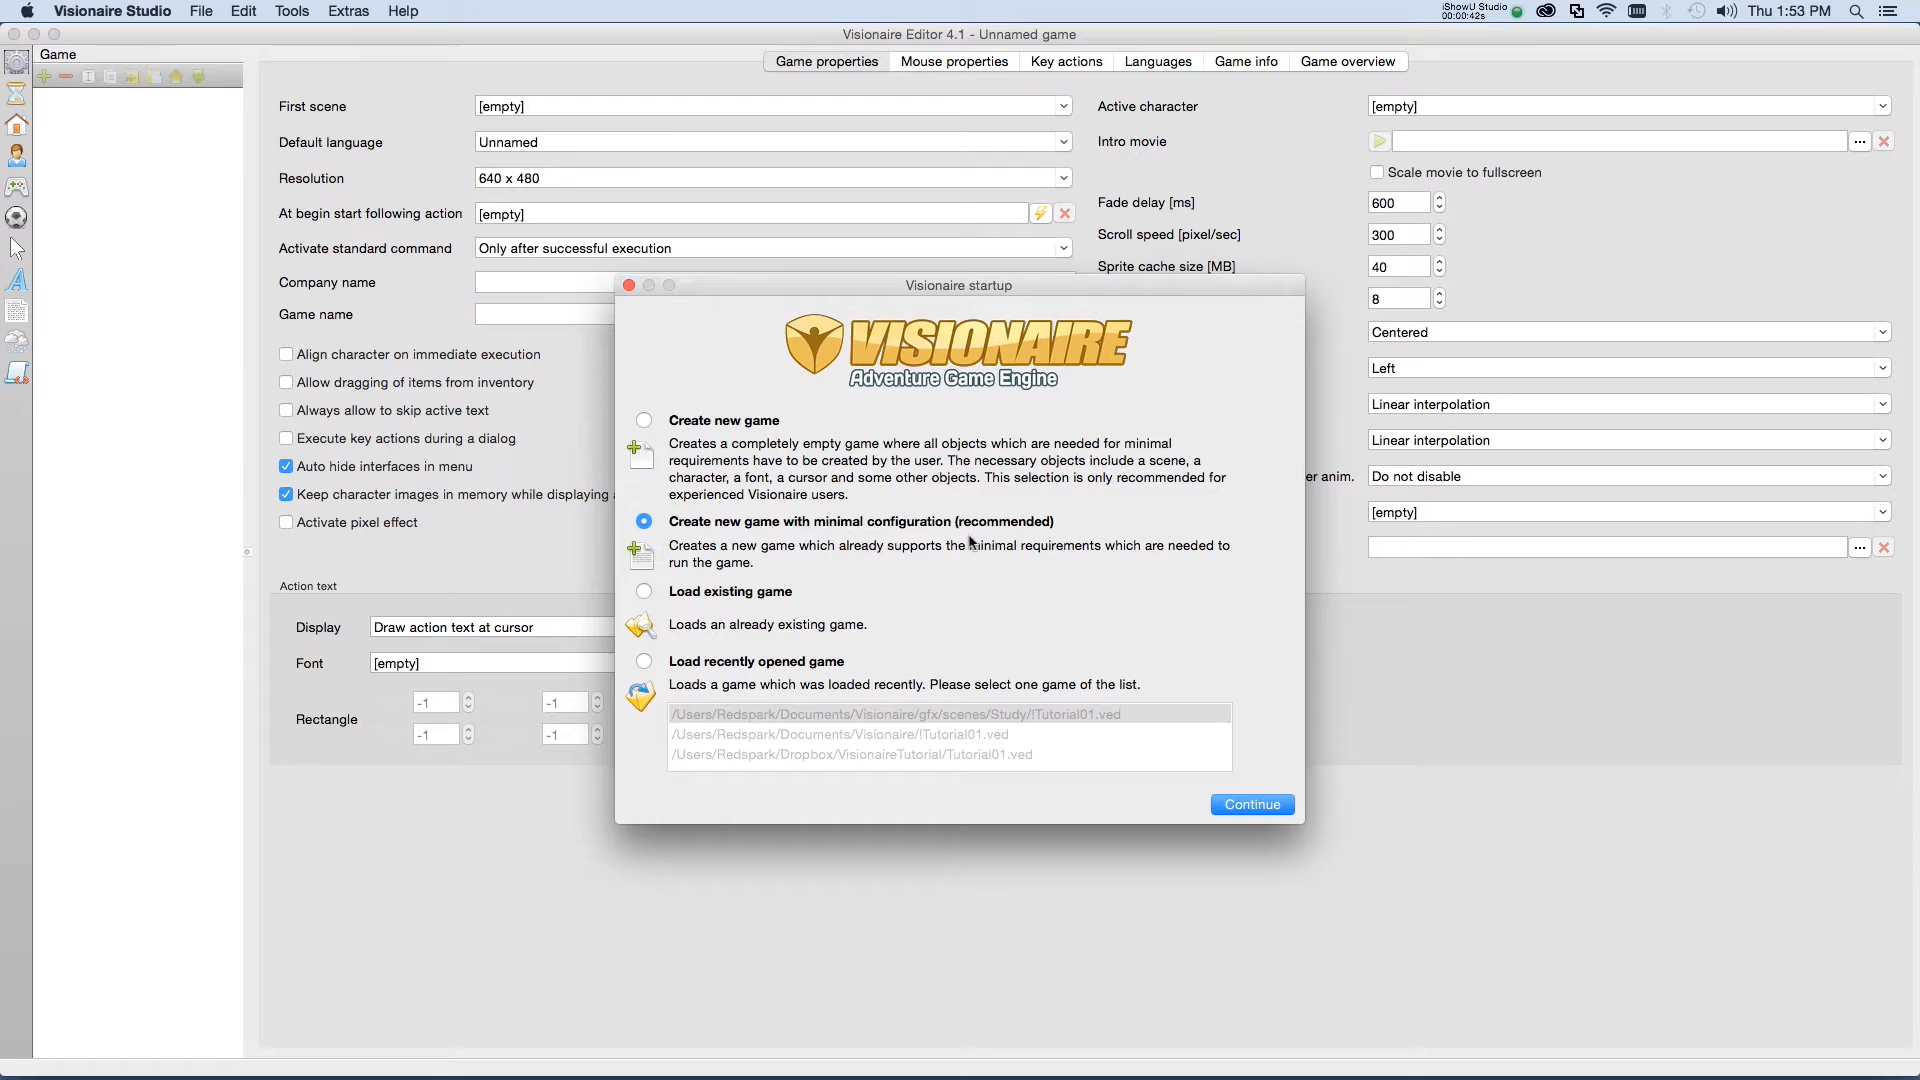 Visionaire Studio File Edit Tools Extras Help
iShowU Studio
00:00:42s
Thu 1:53 PM
Visionaire Editor 4.1 - Unnamed game
Game
Game properties Mouse properties Key actions Languages Game info Game overview
First scene [empty] Active character [empty]
Default language Unnamed Intro movie ...
Resolution 640 x 480 Scale movie to fullscreen
At begin start following action [empty] Fade delay [ms] 600
Activate standard command Only after successful execution Scroll speed [pixel/sec] 300
Company name Sprite cache size [MB] 40
Game name 8
Visionaire startup
Centered
Align character on immediate execution Left
Allow dragging of items from inventory
Always allow to skip active text Linear interpolation
Execute key actions during a dialog Linear interpolation
Auto hide interfaces in menu er anim. Do not disable
Keep character images in memory while displaying a [empty]
Activate pixel effect ...
VISIONAIRE
Adventure Game Engine
Create new game
Creates a completely empty game where all objects which are needed for minimal
requirements have to be created by the user. The necessary objects include a scene, a
character, a font, a cursor and some other objects. This selection is only recommended for
experienced Visionaire users.
Create new game with minimal configuration (recommended)
Creates a new game which already supports the minimal requirements which are needed to
run the game.
Load existing game
Loads an already existing game.
Load recently opened game
Loads a game which was loaded recently. Please select one game of the list.
/Users/Redspark/Documents/Visionaire/gfx/scenes/Study/!Tutorial01.ved
/Users/Redspark/Documents/Visionaire/!Tutorial01.ved
/Users/Redspark/Dropbox/VisionaireTutorial/Tutorial01.ved
Continue
Action text
Display Draw action text at cursor
Font [empty]
Rectangle
-1 -1
-1 -1